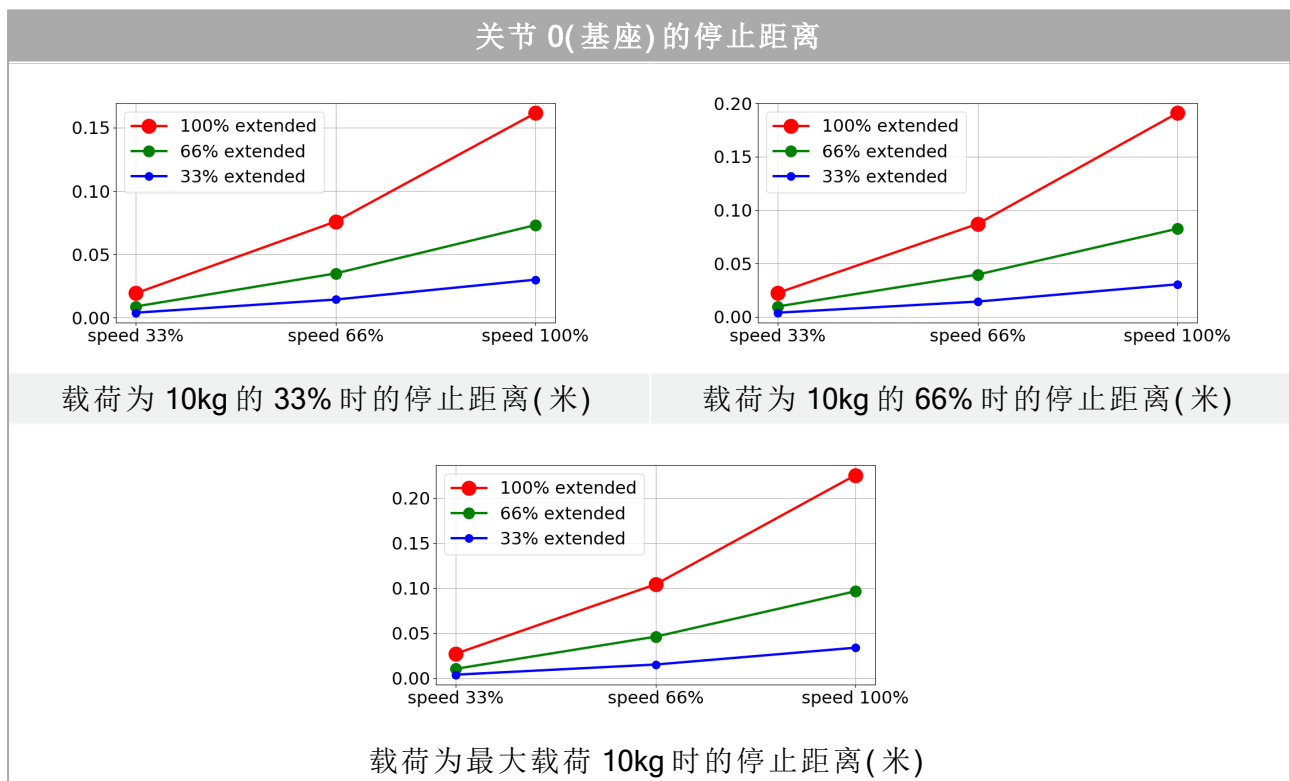 关节 0(基座)的停止距离
0.15
0.10
0.05
0.00
100% extended
66% extended
33% extended
speed 33%
speed 66%
speed 100%
载荷为 10kg 的 33% 时的停止距离(米)
0.20
0.15
0.10
0.05
0.00
100% extended
66% extended
33% extended
speed 33%
speed 66%
speed 100%
载荷为 10kg 的 66% 时的停止距离(米)
0.20
0.15
0.10
0.05
0.00
100% extended
66% extended
33% extended
speed 33%
speed 66%
speed 100%
载荷为最大载荷 10kg 时的停止距离(米)